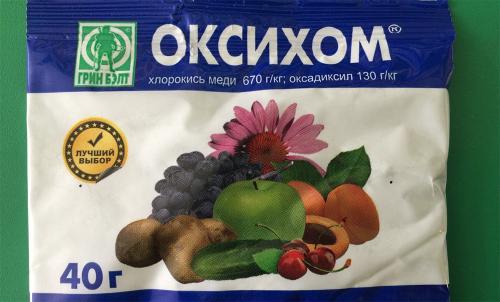 ОКСИХОМ®
ГРИН БЭЛТ
хлорокись меди 670 г/кг; оксадиксил 130 г/кг
ЛУЧШИЙ
ВЫБОР
40 г